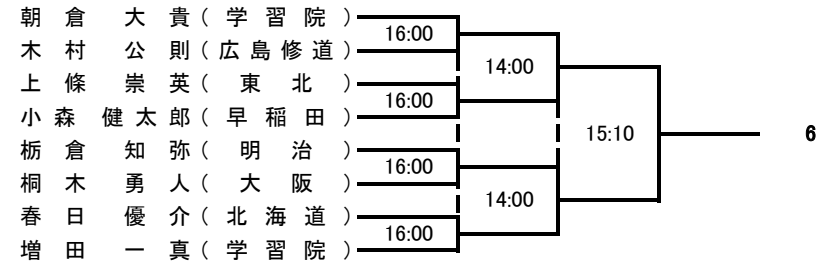 朝倉 大貴(学習院)
16:00
木村 公則(広島修道)
14:00
上條 崇英(東北)
16:00
小森 健太郎(早稲田)
15:10
6
栃倉 知弥(明治)
16:00
桐木 勇人(大阪)
14:00
春日 優介(北海道)
16:00
増田 一真(学習院)